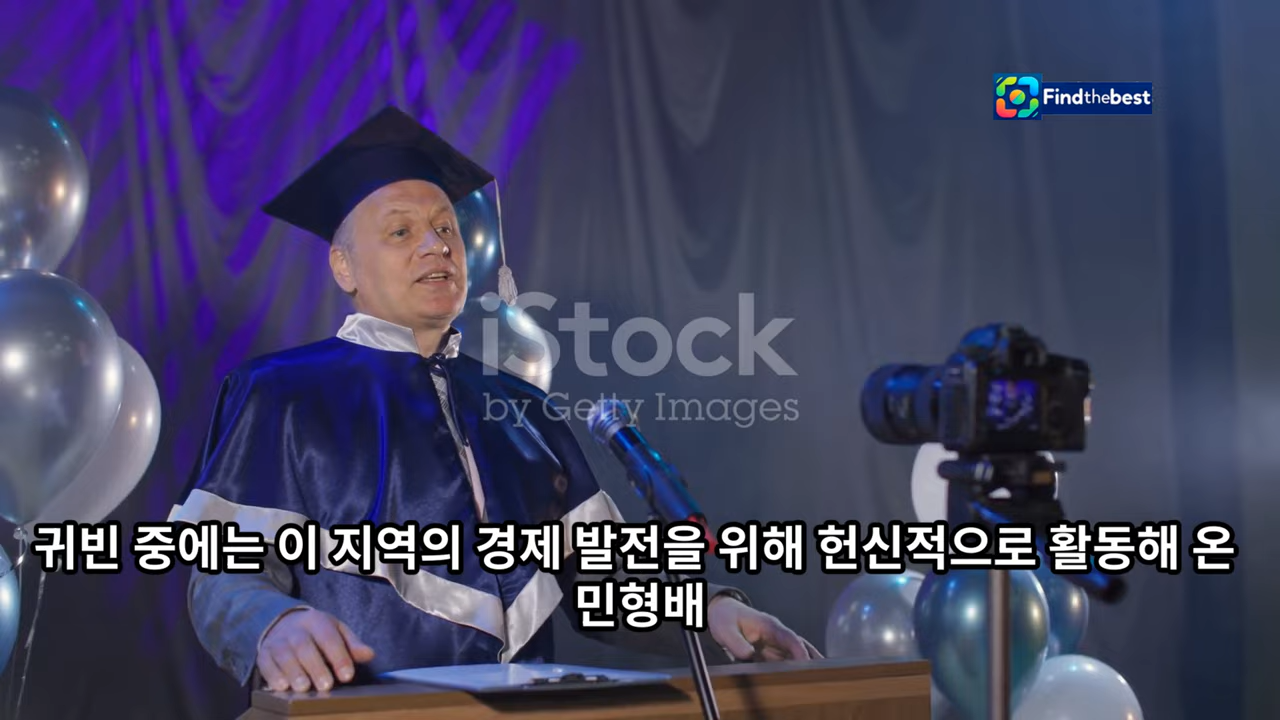 FindtheBest
iStock
by Getty Images
귀빈 중에는 이 지역의 경제 발전을 위해 헌신적으로 활동해 온
민형배